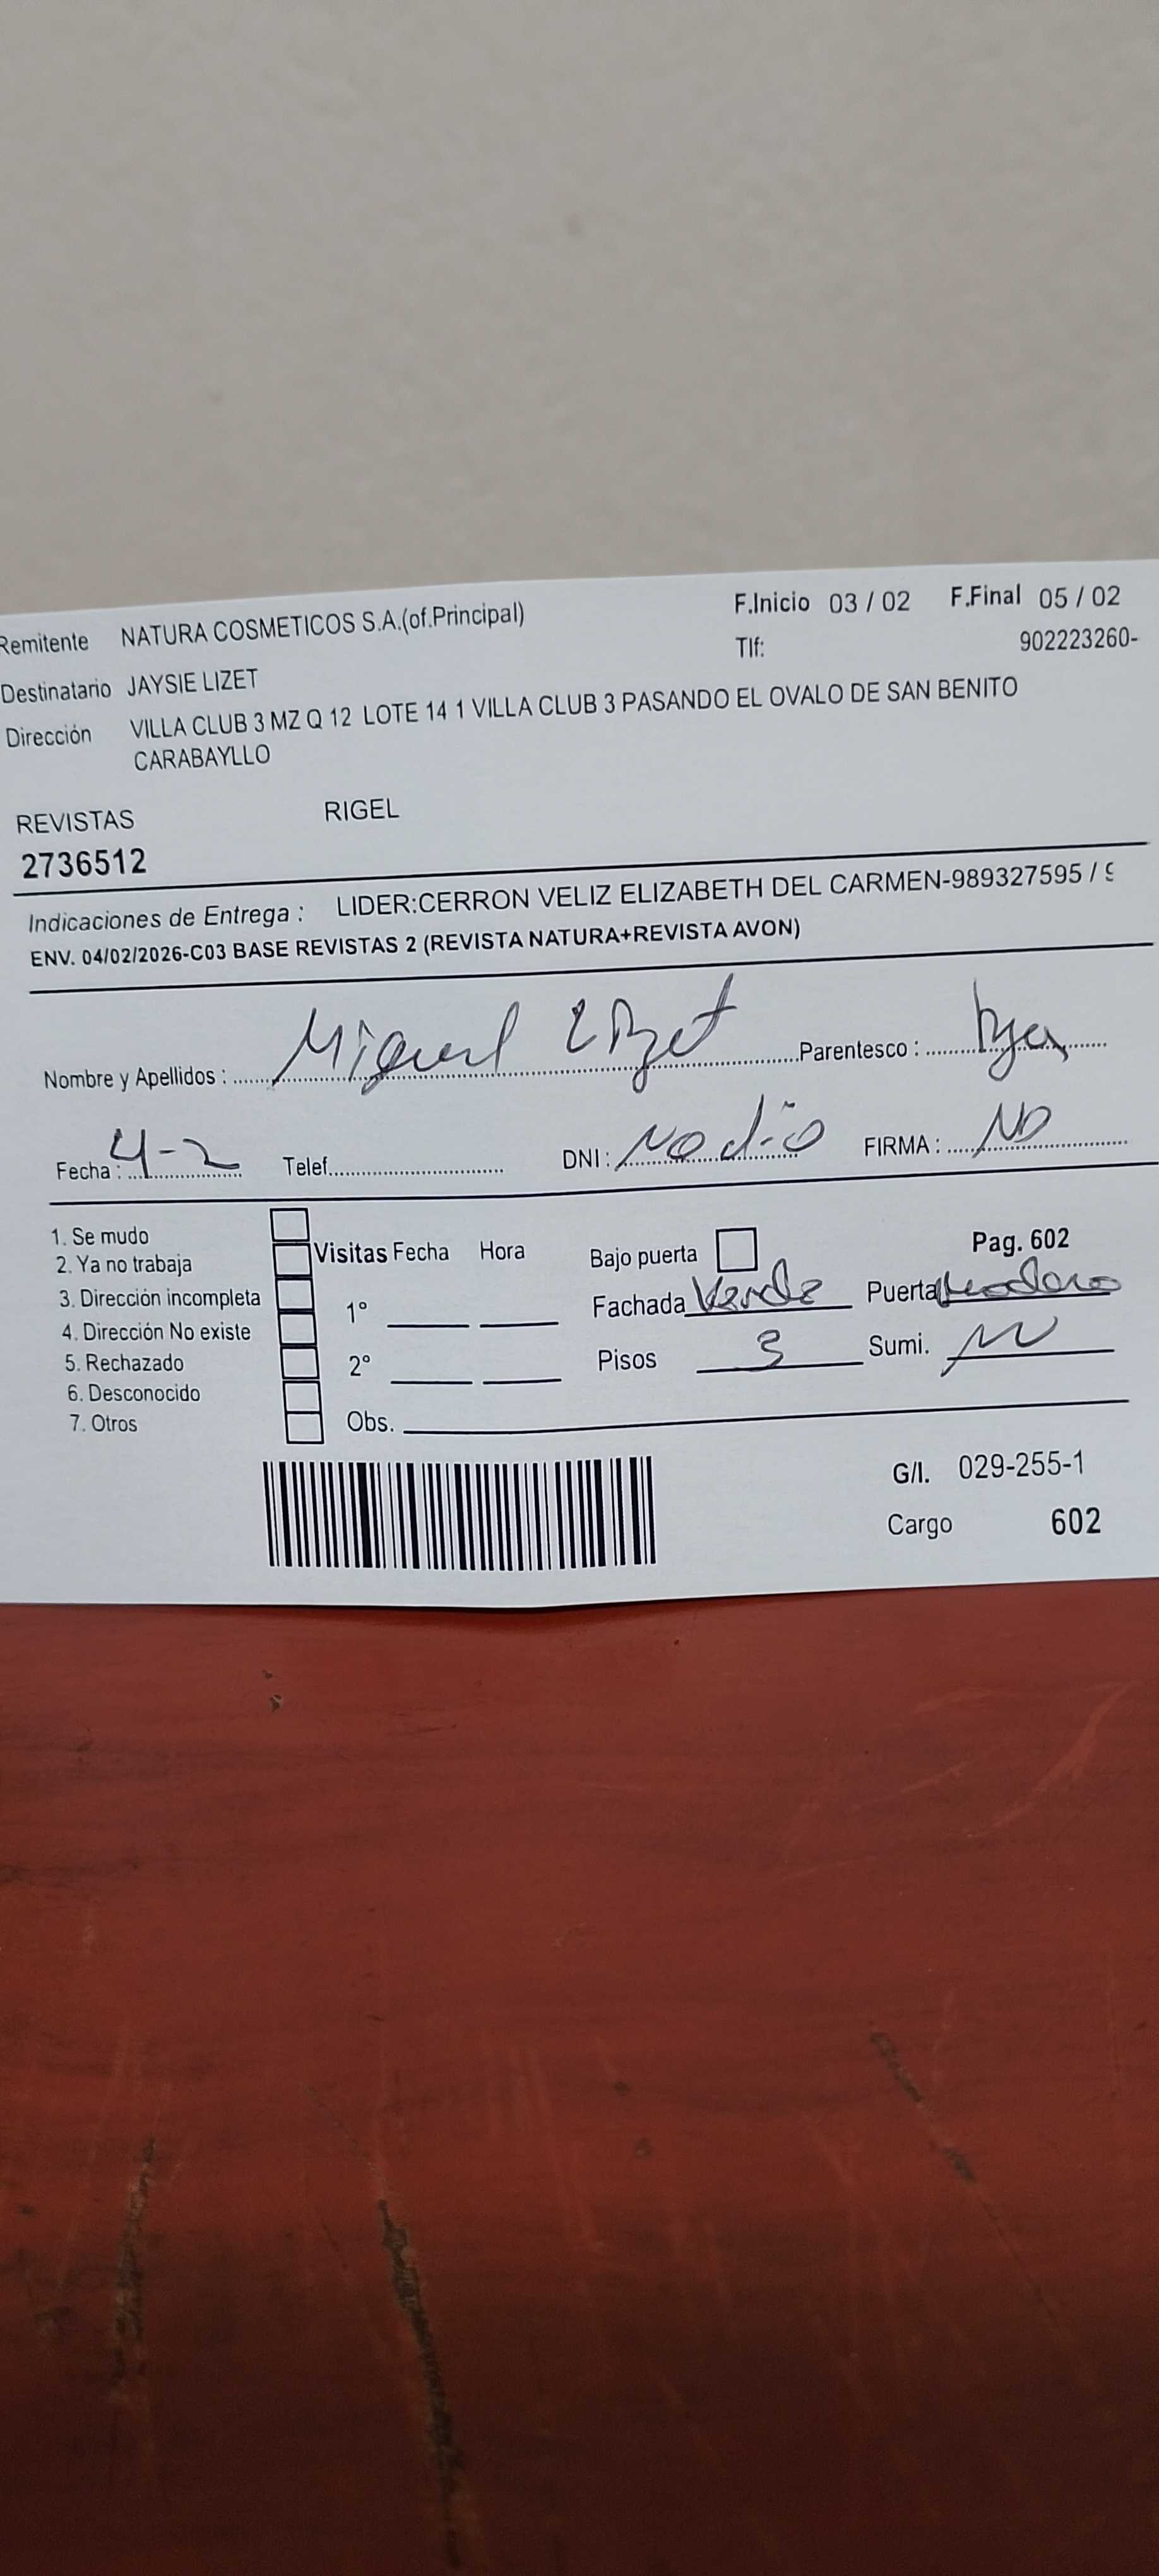 Remitente NATURA COSMETICOS S.A.(of.Principal) F.Inicio 03 / 02 F.Final 05 / 02
Tlf: 902223260-
Destinatario JAYSIE LIZET
Dirección VILLA CLUB 3 MZ Q 12 LOTE 14 1 VILLA CLUB 3 PASANDO EL OVALO DE SAN BENITO
CARABAYLLO
REVISTAS RIGEL
2736512
Indicaciones de Entrega : LIDER:CERRON VELIZ ELIZABETH DEL CARMEN-989327595 / 9
ENV. 04/02/2026-C03 BASE REVISTAS 2 (REVISTA NATURA+REVISTA AVON)
Nombre y Apellidos : Miguel Lizet Parentesco :
Fecha : 4-2 Telef. DNI : No dio FIRMA : NO
1. Se mudo
2. Ya no trabaja
3. Dirección incompleta
4. Dirección No existe
5. Rechazado
6. Desconocido
7. Otros
Visitas Fecha Hora
1º
2º
Obs.
Bajo puerta Pag. 602
Fachada Verde Puerta
Pisos 3 Sumi.
G/I. 029-255-1
Cargo 602